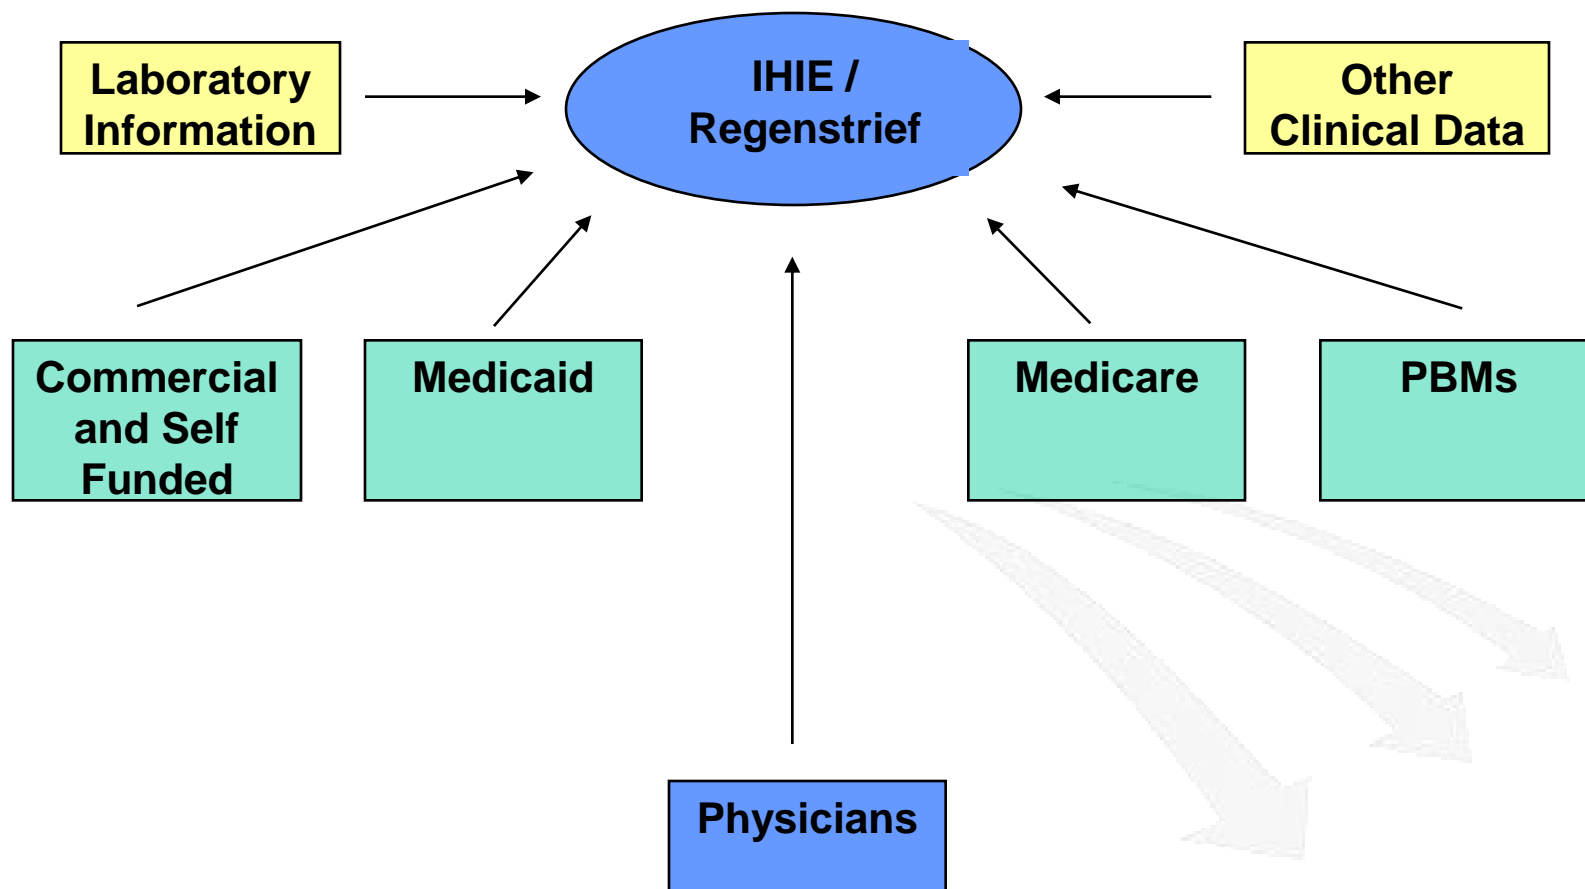 Laboratory
Information
IHIE /
Regenstrief
Other
Clinical Data
Commercial
and Self
Funded
Medicaid
Medicare
PBMs
Physicians